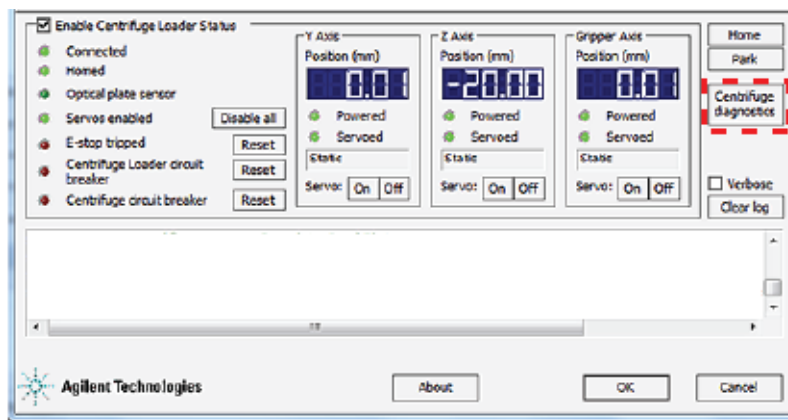 Enable Centrifuge Loader Status
Connected
Homed
Optical plate sensor
Servos enabled
Disable all
E-stop tripped
Reset
Centrifuge Loader circuit
breaker
Reset
Centrifuge circuit breaker
Reset
Y Axis
Position (mm)
0.01
Powered
Servoed
Static
Servo: On Off
Z Axis
Position (mm)
-20.00
Powered
Servoed
Static
Servo: On Off
Gripper Axis
Position (mm)
0.01
Powered
Servoed
Static
Servo: On Off
Home
Park
Centrifuge
diagnostics
Verbose
Clear log
Agilent Technologies
About
OK
Cancel